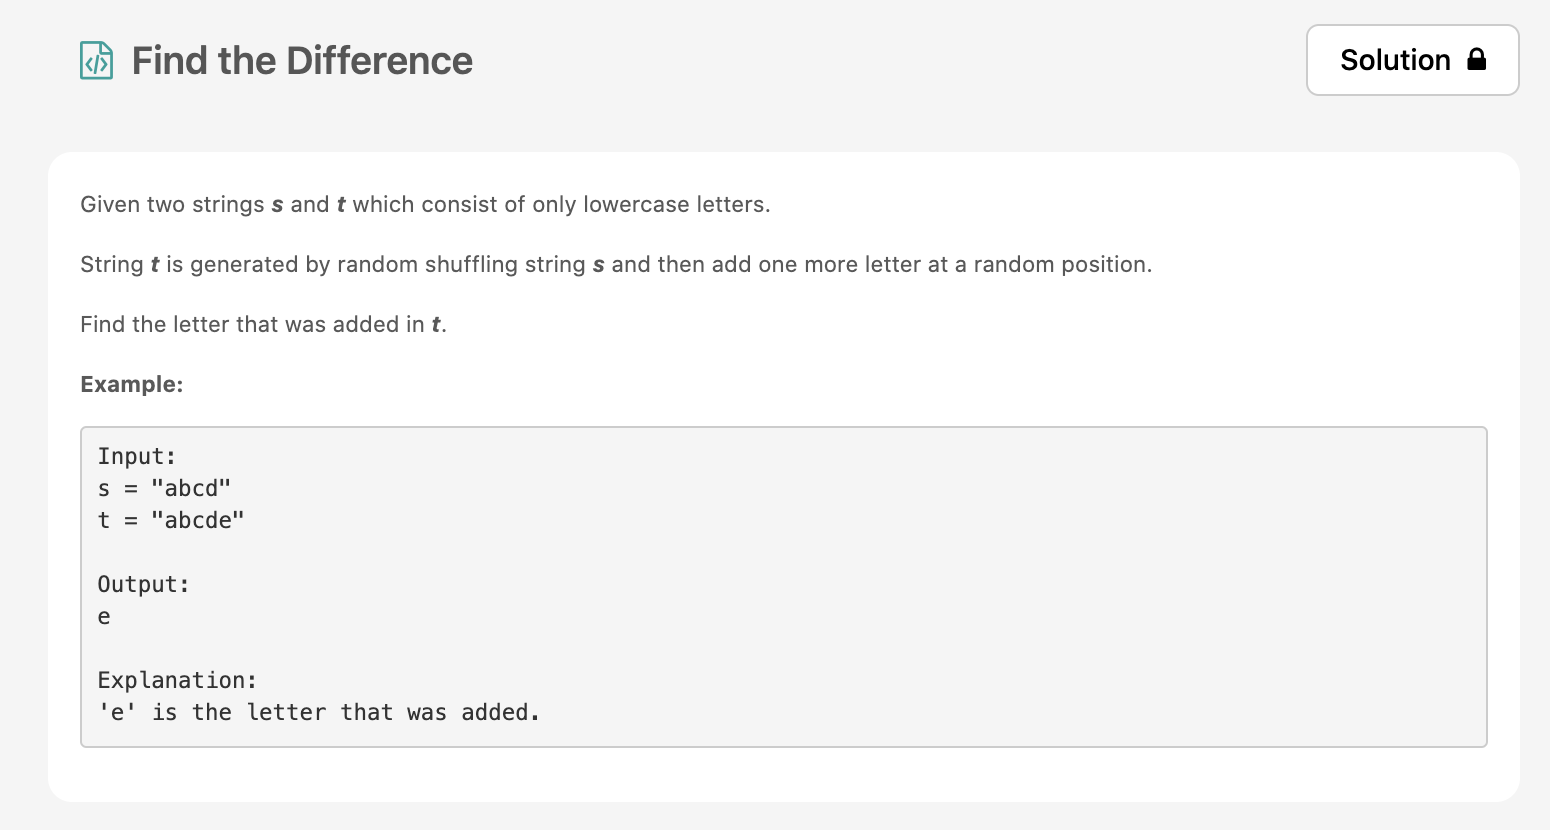 Find the Difference
Solution
Given two strings s and t which consist of only lowercase letters.
String t is generated by random shuffling string s and then add one more letter at a random position.
Find the letter that was added in t.
Example:
Input:
s = "abcd"
t = "abcde"
Output:
e
Explanation:
'e' is the letter that was added.